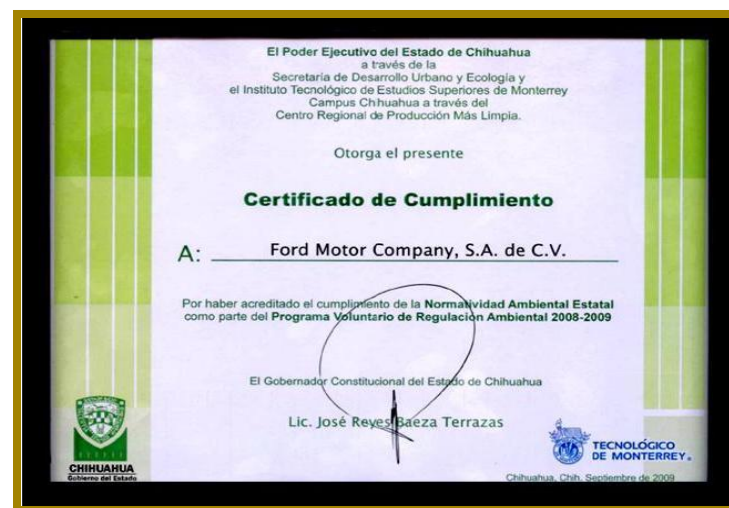 El Poder Ejecutivo del Estado de Chihuahua
a través de la
Secretaría de Desarrollo Urbano y Ecología y
el Instituto Tecnológico de Estudios Superiores de Monterrey
Campus Chihuahua a través del
Centro Regional de Producción Más Limpia.
Otorga el presente
Certificado de Cumplimiento
A: Ford Motor Company, S.A. de C.V.
Por haber acreditado el cumplimiento de la Normatividad Ambiental Estatal
como parte del Programa Voluntario de Regulación Ambiental 2008-2009
El Gobernador Constitucional del Estado de Chihuahua
Lic. José Reyes Baeza Terrazas
CHIHUAHUA
Gobierno del Estado
TECNOLÓGICO
DE MONTERREY.
Chihuahua, Chih. Septiembre de 2009